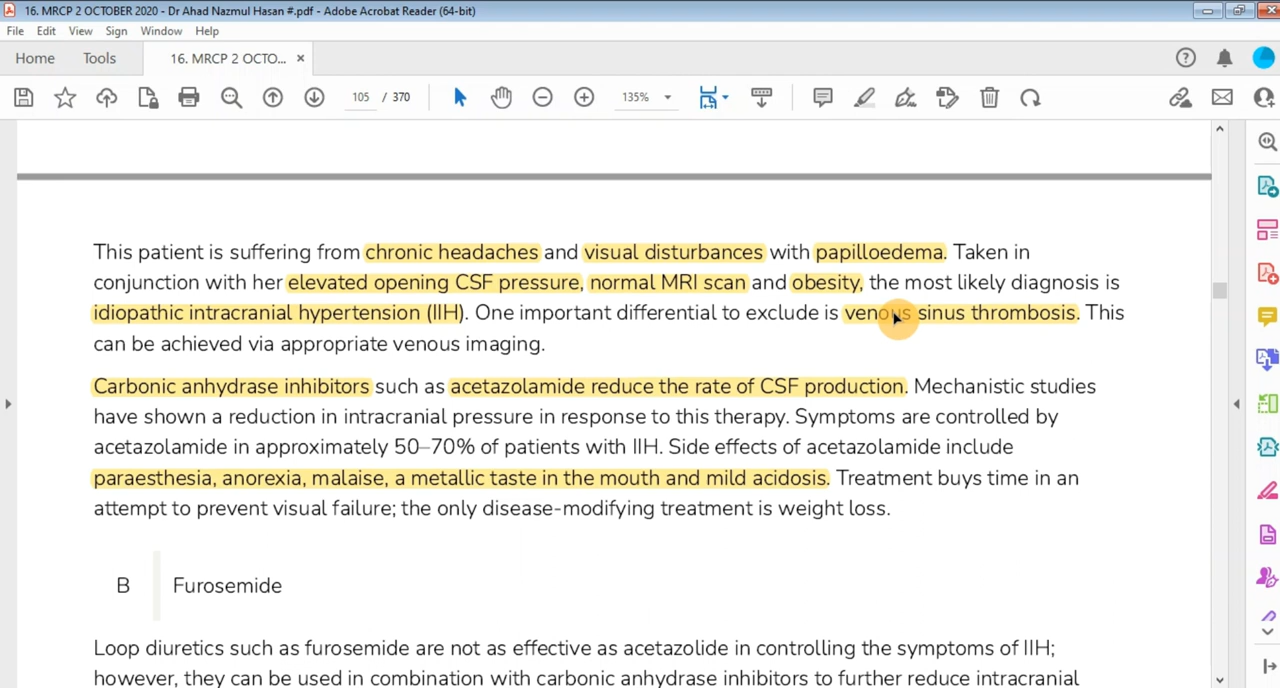 16. MRCP 2 OCTOBER 2020 - Dr Ahad Nazmul Hasan #.pdf - Adobe Acrobat Reader (64-bit)
File Edit View Sign Window Help
Home Tools 16. MRCP 2 OCTO... ×
105 / 370 135%
This patient is suffering from chronic headaches and visual disturbances with papilloedema. Taken in
conjunction with her elevated opening CSF pressure, normal MRI scan and obesity, the most likely diagnosis is
idiopathic intracranial hypertension (IIH). One important differential to exclude is venous sinus thrombosis. This
can be achieved via appropriate venous imaging.
Carbonic anhydrase inhibitors such as acetazolamide reduce the rate of CSF production. Mechanistic studies
have shown a reduction in intracranial pressure in response to this therapy. Symptoms are controlled by
acetazolamide in approximately 50–70% of patients with IIH. Side effects of acetazolamide include
paraesthesia, anorexia, malaise, a metallic taste in the mouth and mild acidosis. Treatment buys time in an
attempt to prevent visual failure; the only disease-modifying treatment is weight loss.
B Furosemide
Loop diuretics such as furosemide are not as effective as acetazolide in controlling the symptoms of IIH;
however, they can be used in combination with carbonic anhydrase inhibitors to further reduce intracranial